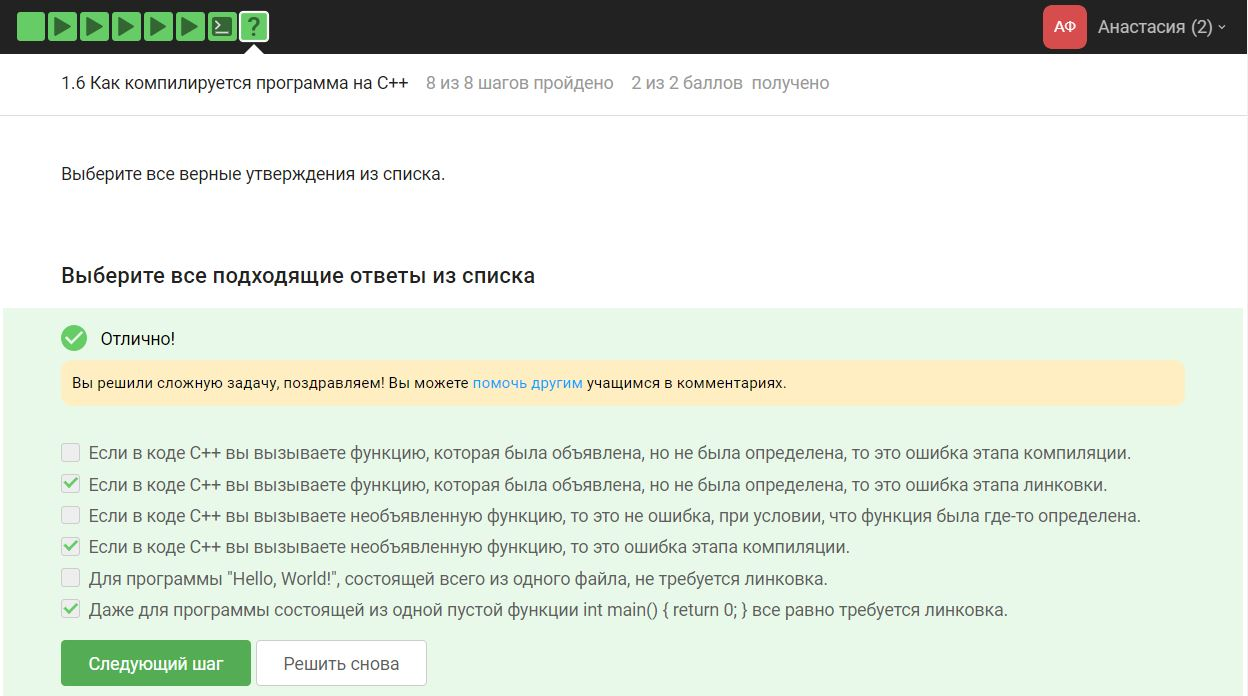 АФ Анастасия (2)
1.6 Как компилируется программа на C++ 8 из 8 шагов пройдено 2 из 2 баллов получено
Выберите все верные утверждения из списка.
Выберите все подходящие ответы из списка
Отлично!
Вы решили сложную задачу, поздравляем! Вы можете помочь другим учащимся в комментариях.
Если в коде C++ вы вызываете функцию, которая была объявлена, но не была определена, то это ошибка этапа компиляции.
Если в коде C++ вы вызываете функцию, которая была объявлена, но не была определена, то это ошибка этапа линковки.
Если в коде C++ вы вызываете необъявленную функцию, то это не ошибка, при условии, что функция была где-то определена.
Если в коде C++ вы вызываете необъявленную функцию, то это ошибка этапа компиляции.
Для программы "Hello, World!", состоящей всего из одного файла, не требуется линковка.
Даже для программы состоящей из одной пустой функции int main() { return 0; } все равно требуется линковка.
Следующий шаг Решить снова